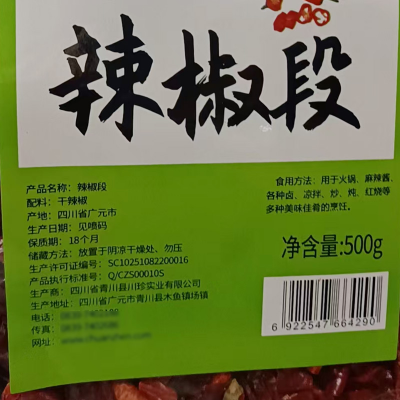 辣椒段
产品名称：辣椒段
配料：干辣椒
产地：四川省广元市
生产日期：见喷码
保质期：18个月
储藏方法：放置于阴凉干燥处、勿压
生产许可证编号：SC10251082200016
产品执行标准号：Q/CZS0001OS
生产商：四川省青川县川珍实业有限公司
生产地址：四川省广元市青川县木鱼镇场镇
电话：
传真：
网址：
食用方法：用于火锅、麻辣酱、
各种卤、凉拌、炒、炖、红烧等
多种美味佳肴的烹饪。
净含量:500g
6 922547 664290